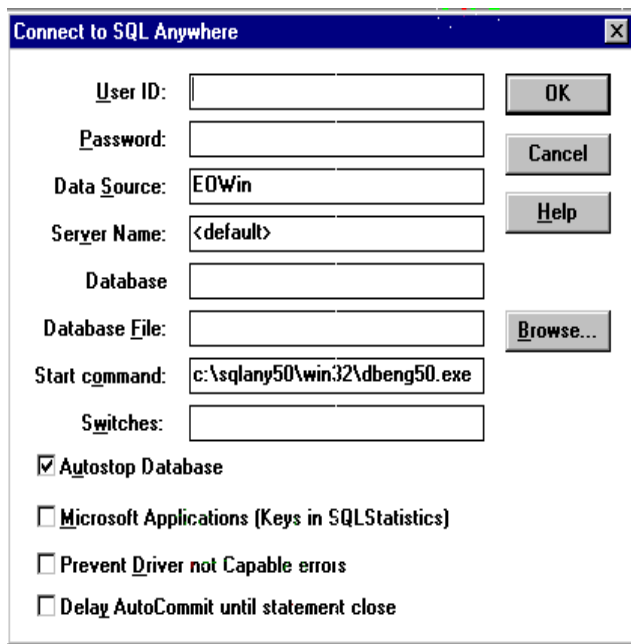 Connect to SQL Anywhere
User ID:
OK
Password:
Cancel
Data Source: EOWin
Help
Server Name: <default>
Database
Database File:
Browse...
Start command: c:\sqlany50\win32\dbeng50.exe
Switches:
Autostop Database
Microsoft Applications (Keys in SQLStatistics)
Prevent Driver not Capable errors
Delay AutoCommit until statement close